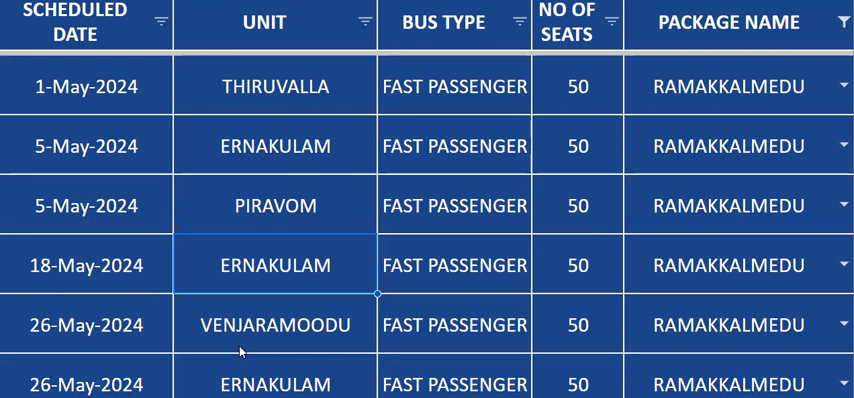 SCHEDULED DATE UNIT BUS TYPE NO OF SEATS PACKAGE NAME
1-May-2024 THIRUVALLA FAST PASSENGER 50 RAMAKKALMEDU
5-May-2024 ERNAKULAM FAST PASSENGER 50 RAMAKKALMEDU
5-May-2024 PIRAVOM FAST PASSENGER 50 RAMAKKALMEDU
18-May-2024 ERNAKULAM FAST PASSENGER 50 RAMAKKALMEDU
26-May-2024 VENJARAMOODU FAST PASSENGER 50 RAMAKKALMEDU
26-May-2024 ERNAKULAM FAST PASSENGER 50 RAMAKKALMEDU